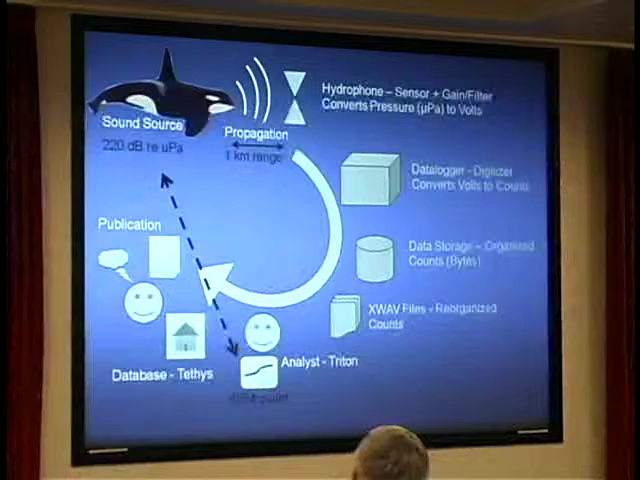 Hydrophone – Sensor + Gain/Filter
Converts Pressure (µPa) to Volts
Sound Source
220 dB re uPa
Propagation
1 km range
Datalogger - Digitizer
Converts Volts to Counts
Publication
Data Storage – Organized
Counts (Bytes)
XWAV Files - Reorganized
Counts
Analyst - Triton
Database - Tethys